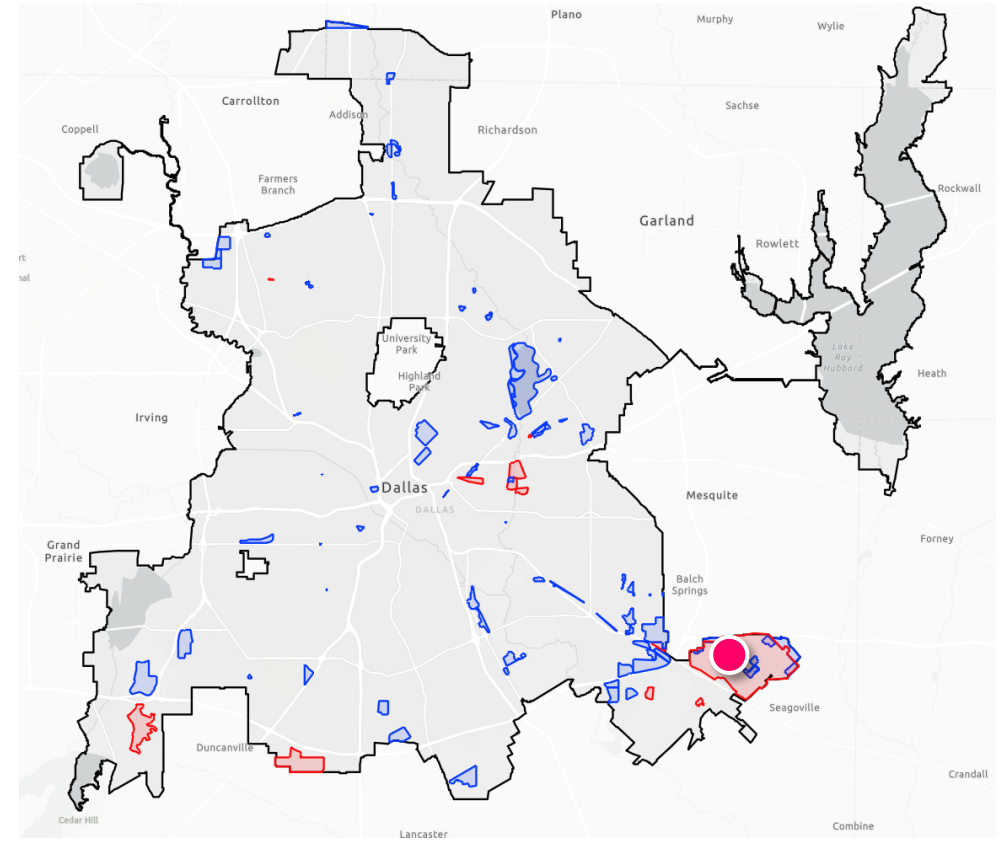 Plano
Murphy
Wylie
Carrollton
Addison
Sachse
Coppell
Richardson
Farmers
Branch
Rockwall
Garland
Rowlett
University
Park
Lake
Ray
Hubbard
Highland
Park
Heath
Irving
Dallas
DALLAS
Mesquite
Grand
Prairie
Forney
Balch
Springs
Seagoville
Duncanville
Crandall
Cedar Hill
Combine
Lancaster